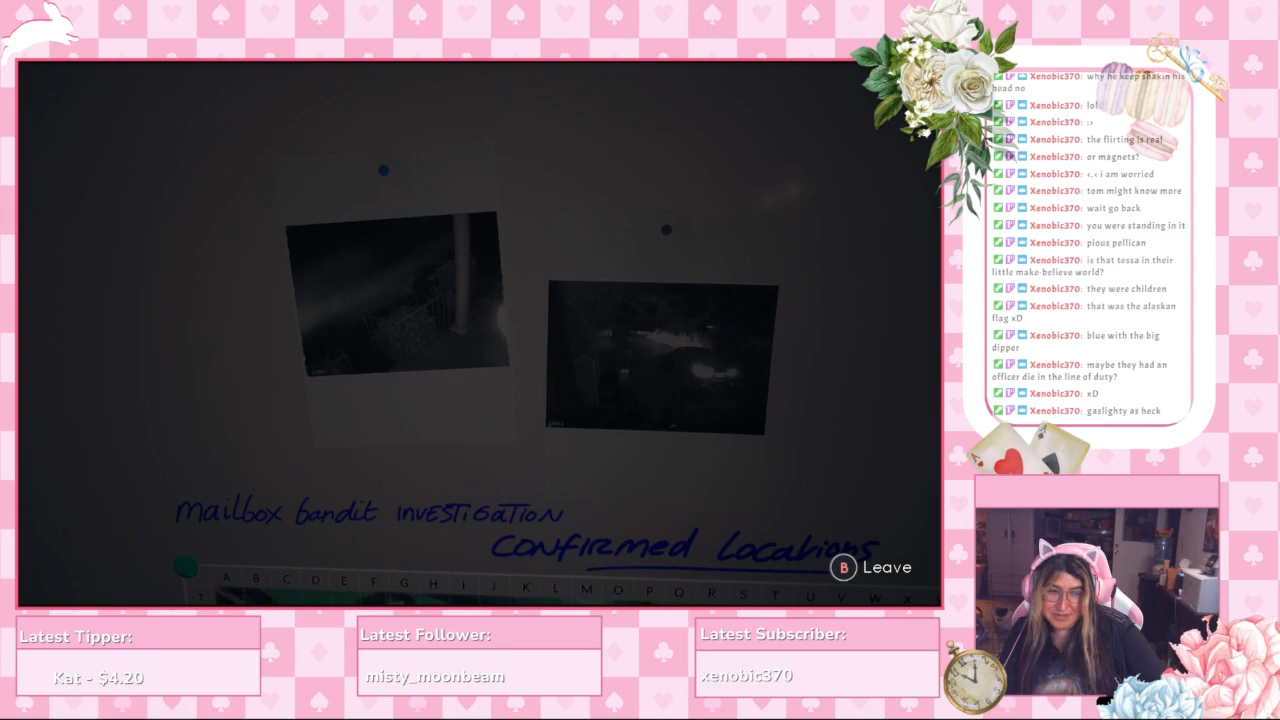 mailbox bandit INVESTIGATION
CONFIRMED Locations
A B C D E F G H I J K L M O P Q R S T U V W X
1
B Leave
Xenobic370: why he keep shakin his
head no
Xenobic370: lol
Xenobic370: :>
Xenobic370: the flirting is real
Xenobic370: or magnets?
Xenobic370: <.< i am worried
Xenobic370: tom might know more
Xenobic370: wait go back
Xenobic370: you were standing in it
Xenobic370: pious pellican
Xenobic370: is that tessa in their
little make-believe world?
Xenobic370: they were children
Xenobic370: that was the alaskan
flag xD
Xenobic370: blue with the big
dipper
Xenobic370: maybe they had an
officer die in the line of duty?
Xenobic370: xD
Xenobic370: gaslighty as heck
Latest Tipper:
Kat - $4.20
Latest Follower:
misty_moonbeam
Latest Subscriber:
xenobic370